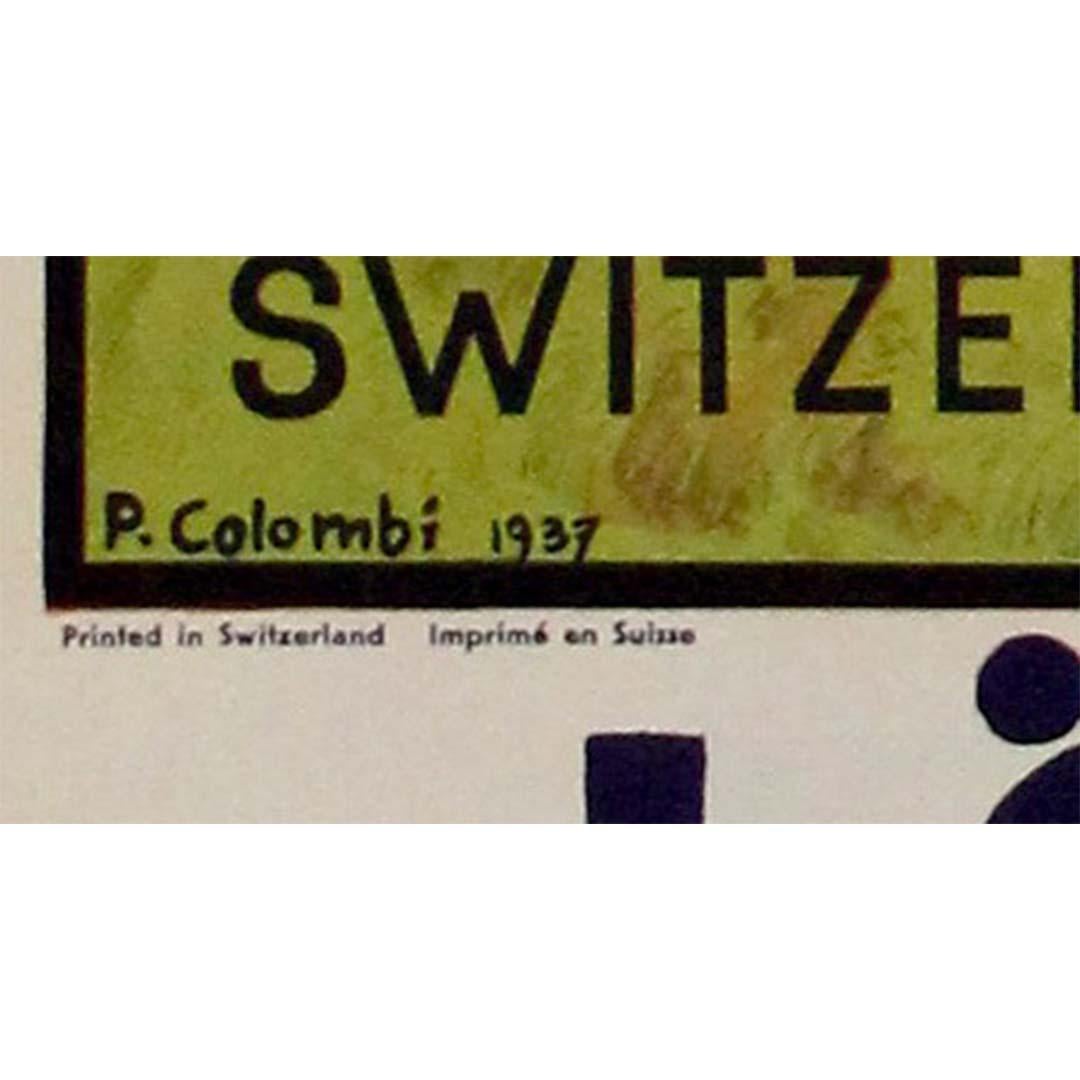 SWITZE
P. Colombi 1937
Printed in Switzerland Imprimé en Suisse